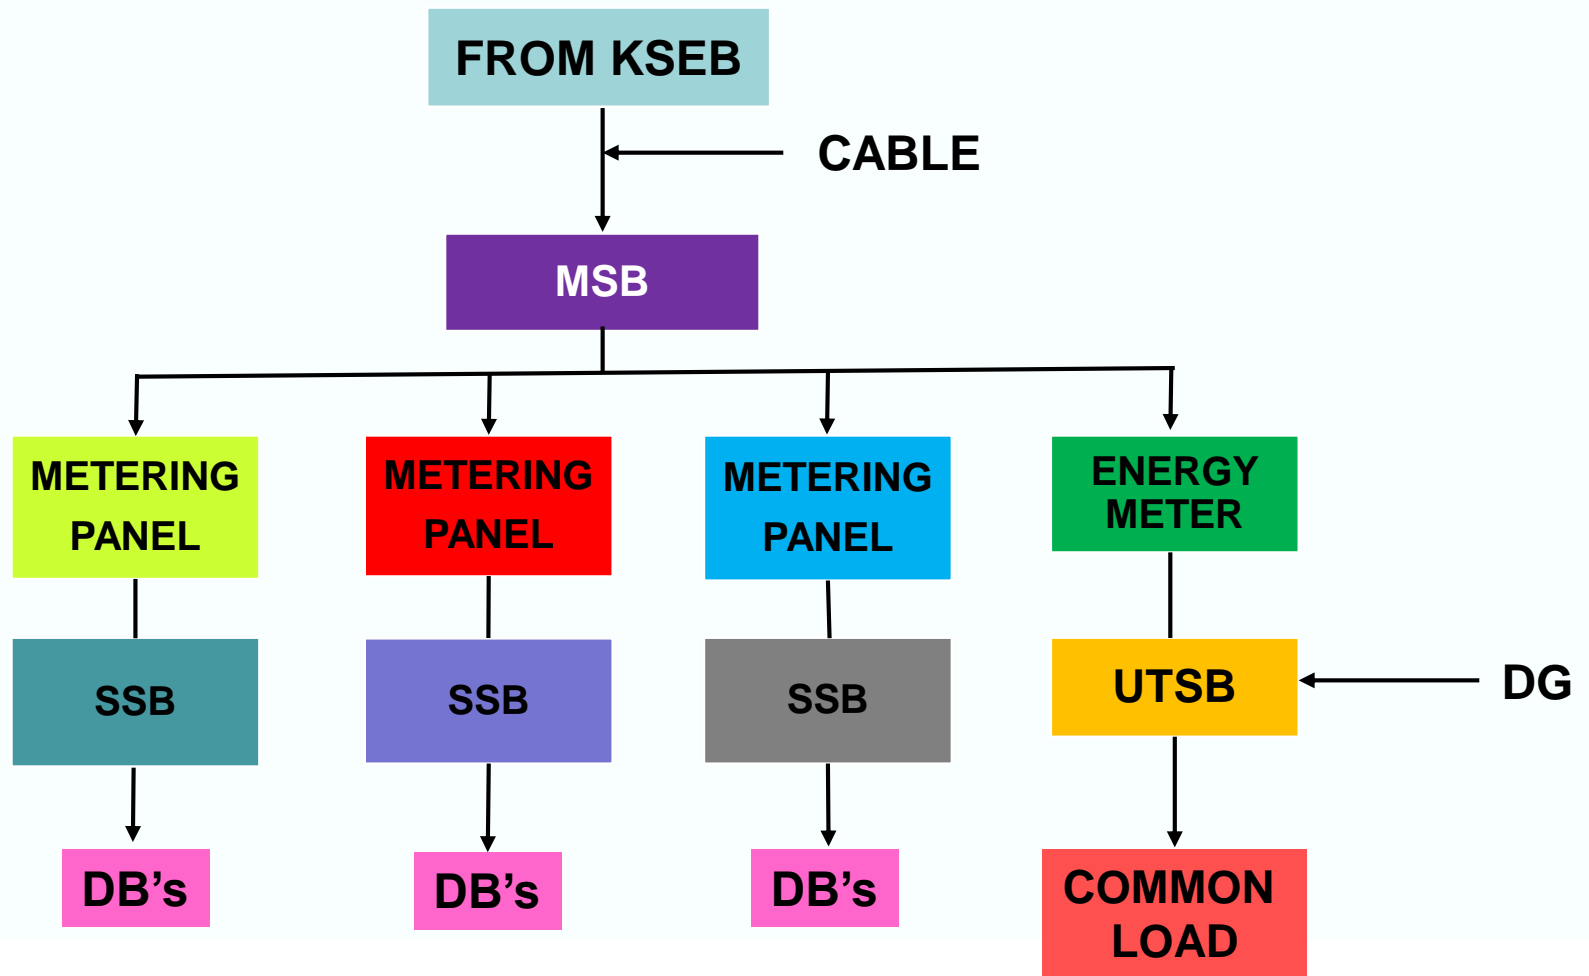 FROM KSEB
CABLE
MSB
METERING
PANEL
METERING
PANEL
METERING
PANEL
ENERGY
METER
SSB
SSB
SSB
UTSB
DG
DB’s
DB’s
DB’s
COMMON
LOAD